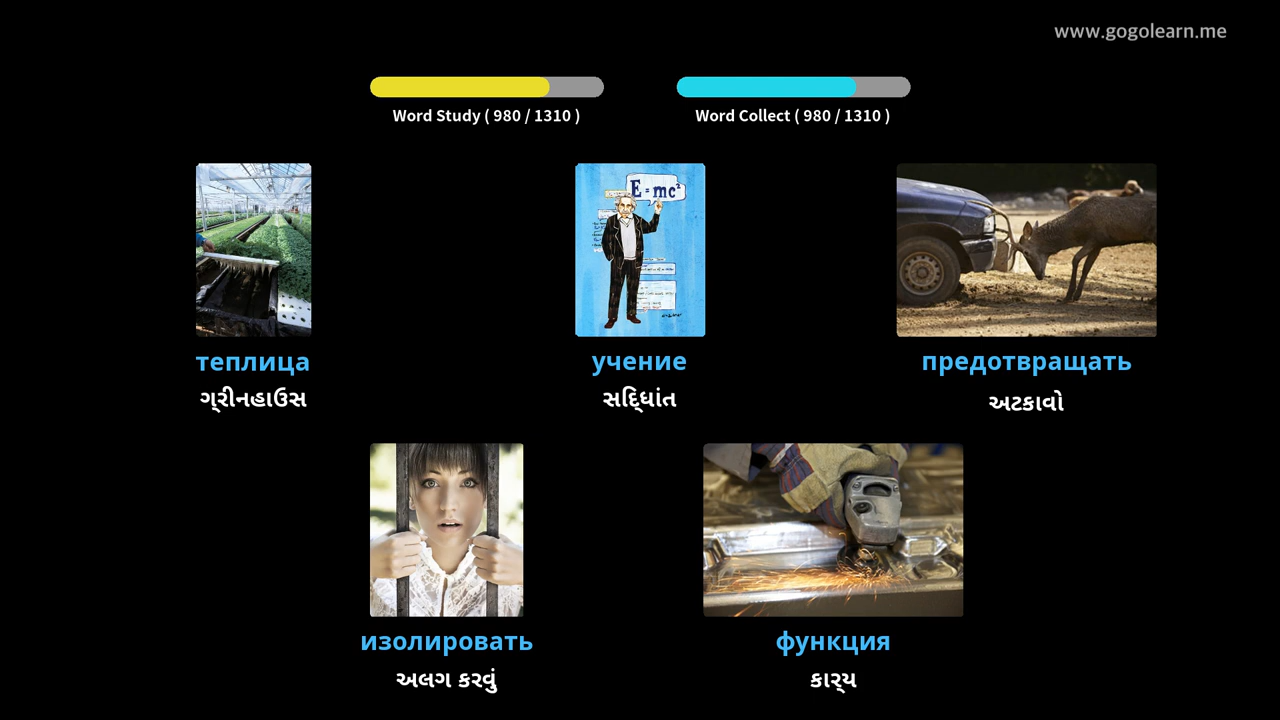 www.gogolearn.me
Word Study ( 980 / 1310 )
Word Collect ( 980 / 1310 )
E = mc²
теплица
учение
предотвращать
ગ્રીનહાઉસ
સિદ્ધાંત
અટકાવો
изолировать
функция
અલગ કરવું
કાર્ય